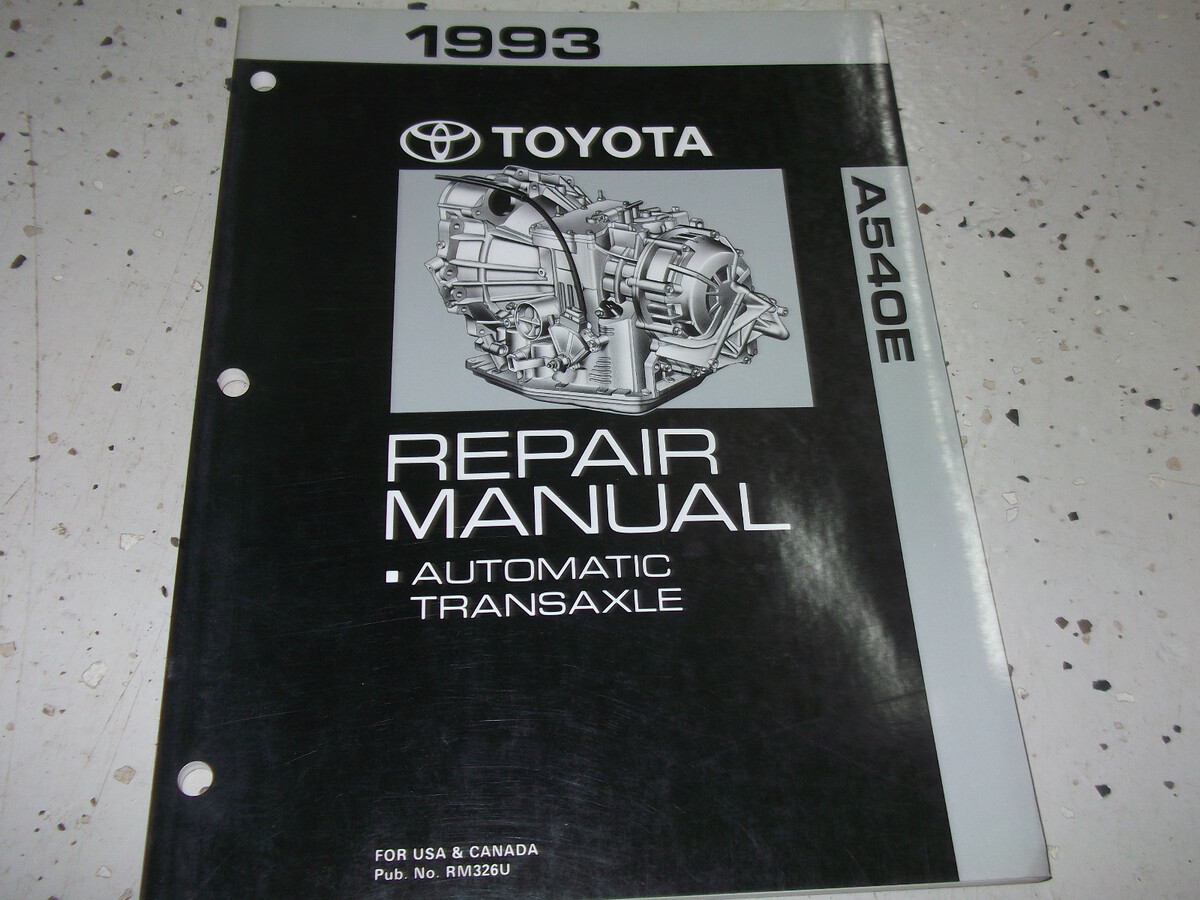 1993
TOYOTA
A540E
REPAIR
MANUAL
▪ AUTOMATIC
TRANSAXLE
FOR USA & CANADA
Pub. No. RM326U